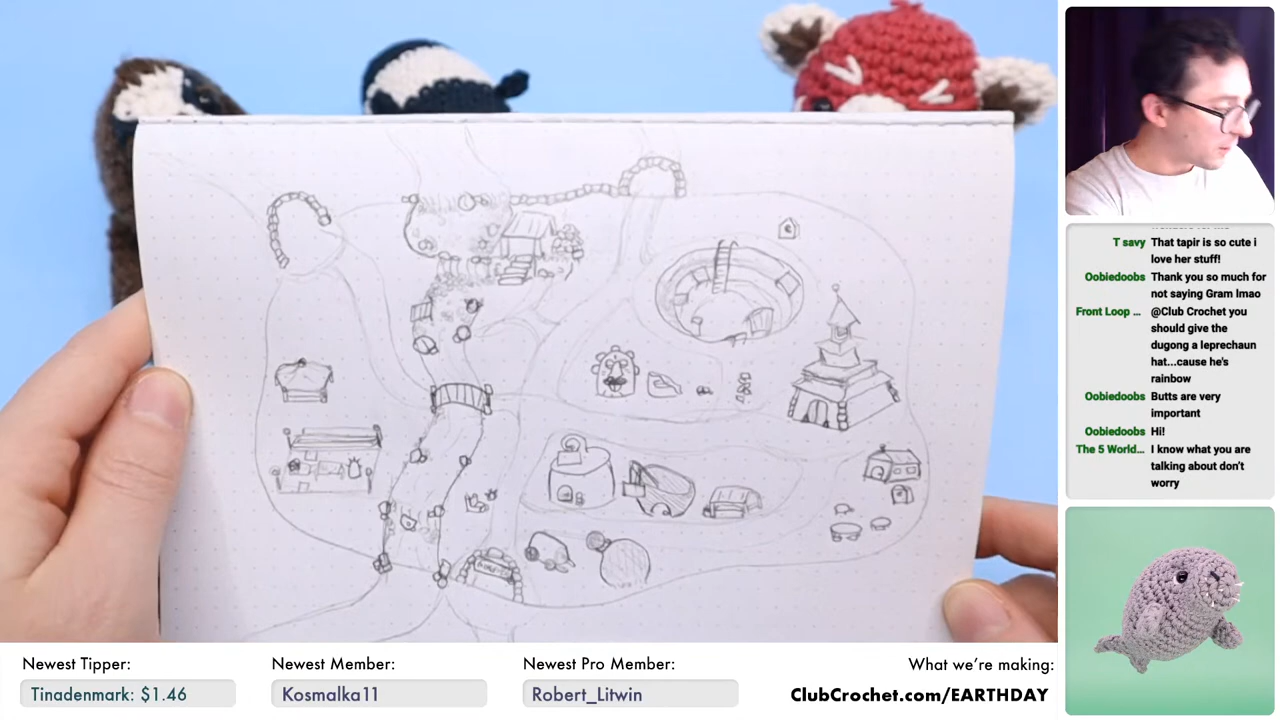 T savy
That tapir is so cute i
love her stuff!
Oobiedoobs
Thank you so much for
not saying Gram lmao
Front Loop ...
@Club Crochet you
should give the
dugong a leprechaun
hat...cause he's
rainbow
Oobiedoobs
Butts are very
important
Oobiedoobs
Hi!
The 5 World...
I know what you are
talking about don't
worry
Newest Tipper:
Tinadenmark: $1.46
Newest Member:
Kosmalka11
Newest Pro Member:
Robert_Litwin
What we're making:
ClubCrochet.com/EARTHDAY